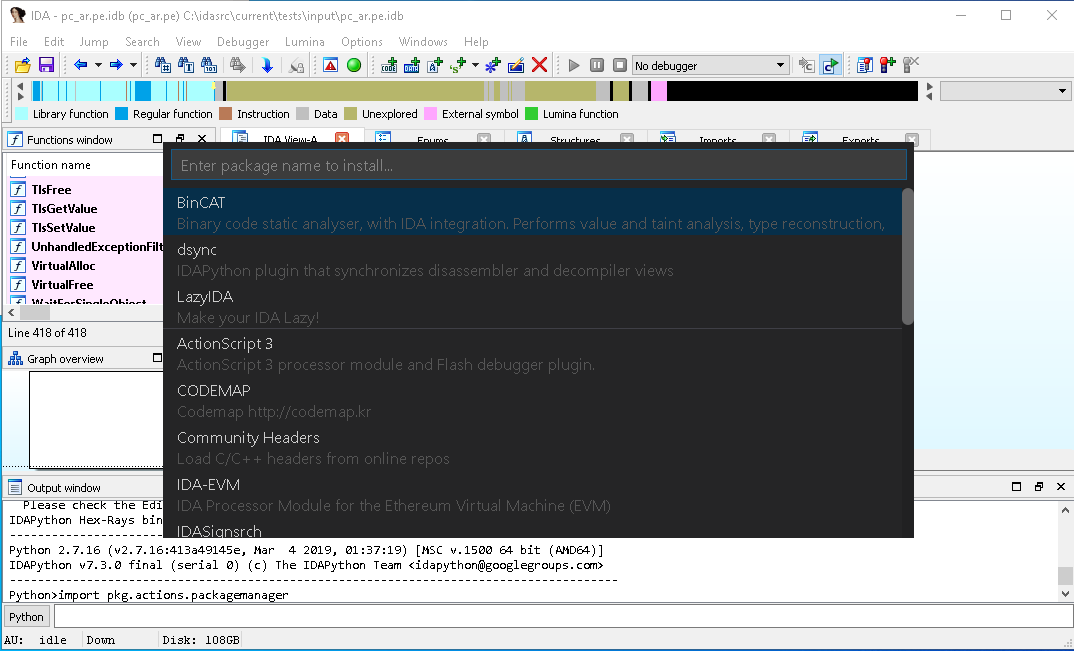 IDA - pc_ar.pe.idb (pc_ar.pe) C:\idasrc\current\tests\input\pc_ar.pe.idb
File Edit Jump Search View Debugger Lumina Options Windows Help
No debugger
Library function Regular function Instruction Data Unexplored External symbol Lumina function
Functions window IDA View-A Enums Structures Imports Exports
Function name
TlsFree
TlsGetValue
TlsSetValue
UnhandledExceptionFilt
VirtualAlloc
VirtualFree
WaitForSingleObject
Line 418 of 418
Graph overview
Enter package name to install...
BinCAT
Binary code static analyser, with IDA integration. Performs value and taint analysis, type reconstruction,
dsync
IDAPython plugin that synchronizes disassembler and decompiler views
LazyIDA
Make your IDA Lazy!
ActionScript 3
ActionScript 3 processor module and Flash debugger plugin.
CODEMAP
Codemap http://codemap.kr
Community Headers
Load C/C++ headers from online repos
IDA-EVM
IDA Processor Module for the Ethereum Virtual Machine (EVM)
IDASignsrch
Output window
Please check the Edi
IDAPython Hex-Rays bin
Python 2.7.16 (v2.7.16:413a49145e, Mar  4 2019, 01:37:19) [MSC v.1500 64 bit (AMD64)]
IDAPython v7.3.0 final (serial 0) (c) The IDAPython Team <idapython@googlegroups.com>
Python>import pkg.actions.packagemanager
Python
AU: idle Down Disk: 108GB